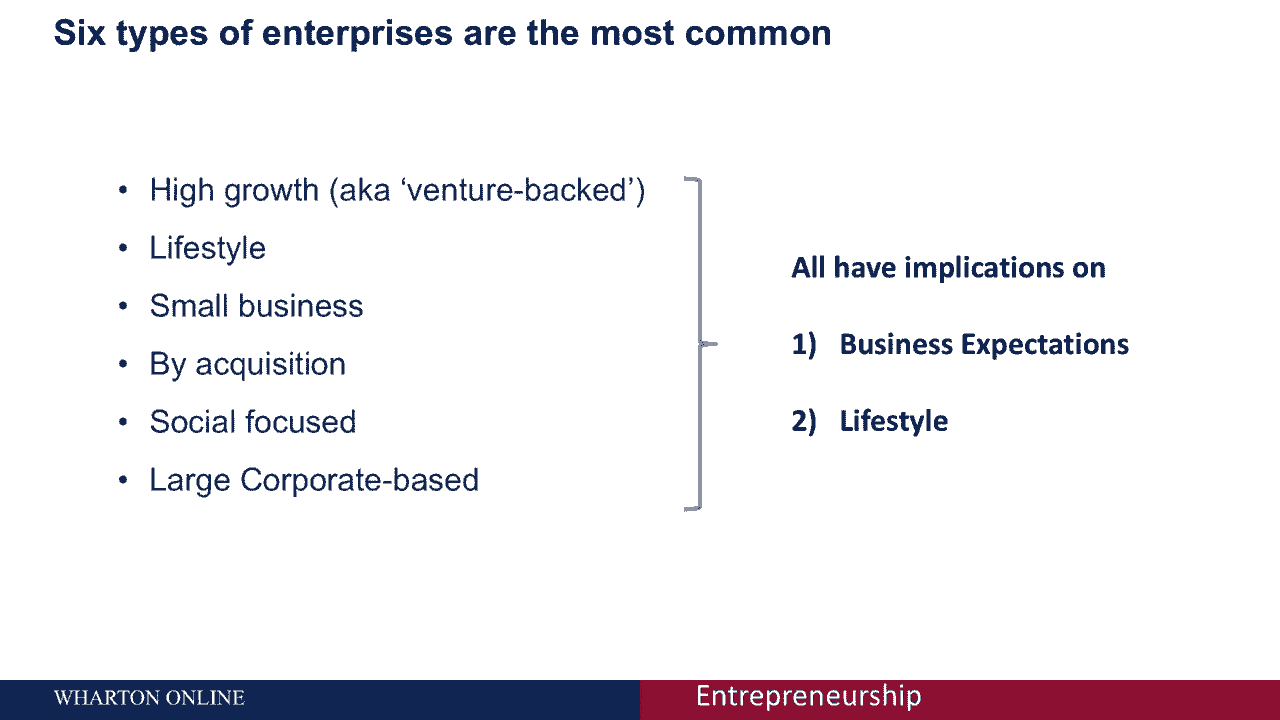 Six types of enterprises are the most common
• High growth (aka ‘venture-backed’)
• Lifestyle
• Small business
• By acquisition
• Social focused
• Large Corporate-based
All have implications on
1) Business Expectations
2) Lifestyle
WHARTON ONLINE
Entrepreneurship